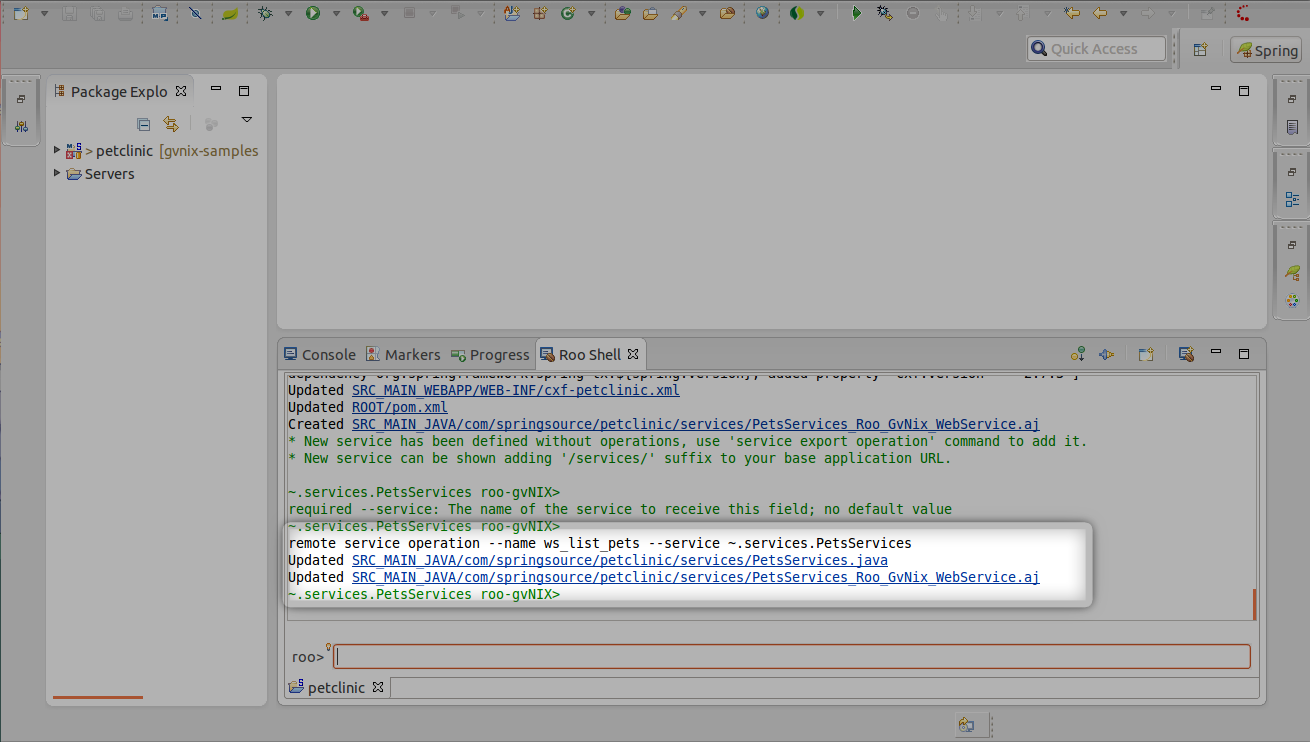 Quick Access
Spring
Package Explo
> petclinic [gvnix-samples
Servers
Console
Markers
Progress
Roo Shell
Updated SRC_MAIN_WEBAPP/WEB-INF/cxf-petclinic.xml
Updated ROOT/pom.xml
Created SRC_MAIN_JAVA/com/springsource/petclinic/services/PetsServices_Roo_GvNix_WebService.aj
* New service has been defined without operations, use 'service export operation' command to add it.
* New service can be shown adding '/services/' suffix to your base application URL.
~.services.PetsServices roo-gvNIX>
required --service: The name of the service to receive this field; no default value
~.services.PetsServices roo-gvNIX>
remote service operation --name ws_list_pets --service ~.services.PetsServices
Updated SRC_MAIN_JAVA/com/springsource/petclinic/services/PetsServices.java
Updated SRC_MAIN_JAVA/com/springsource/petclinic/services/PetsServices_Roo_GvNix_WebService.aj
~.services.PetsServices roo-gvNIX>
roo>
petclinic